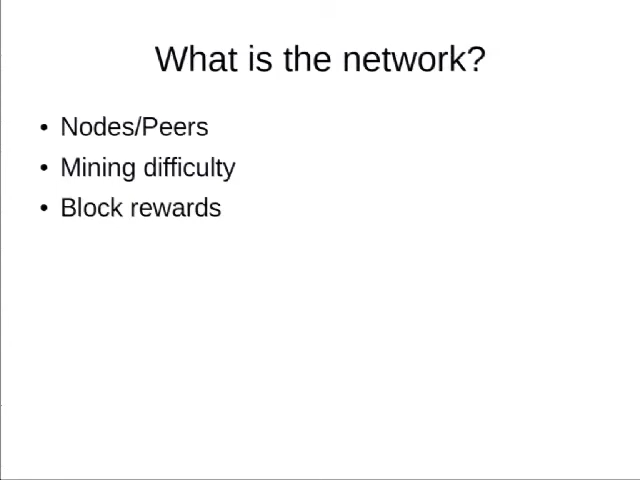 What is the network?
• Nodes/Peers
• Mining difficulty
• Block rewards